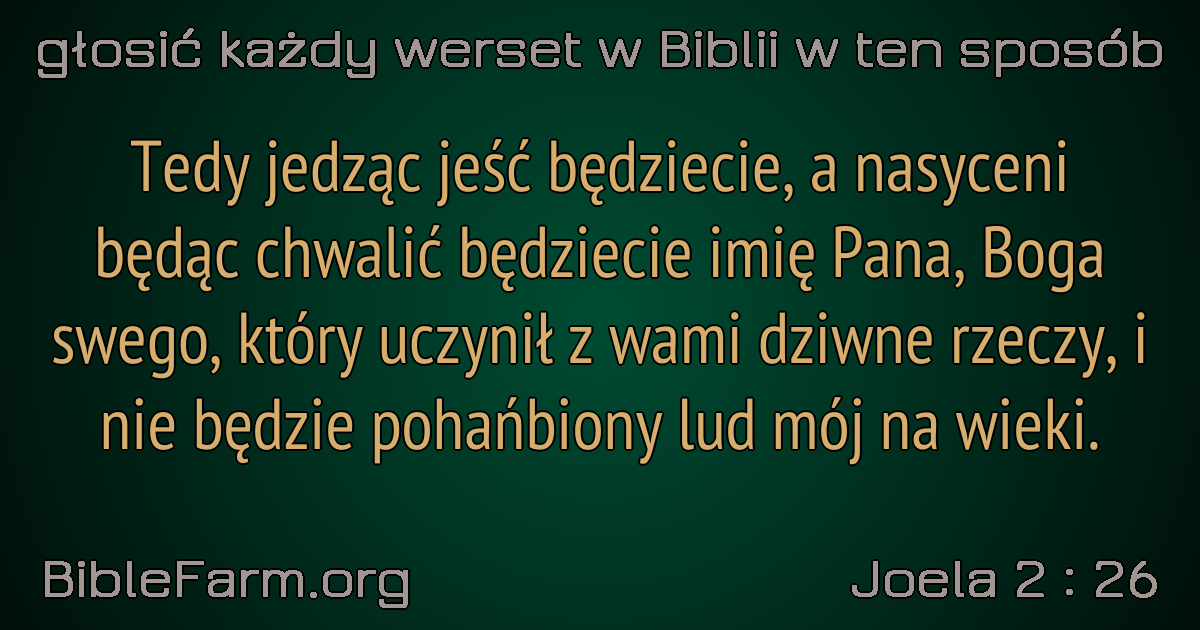 głosić każdy werset w Biblii w ten sposób
Tedy jedząc jeść będziecie, a nasyceni
będąc chwalić będziecie imię Pana, Boga
swego, który uczynił z wami dziwne rzeczy, i
nie będzie pohańbiony lud mój na wieki.
BibleFarm.org
Joela 2 : 26